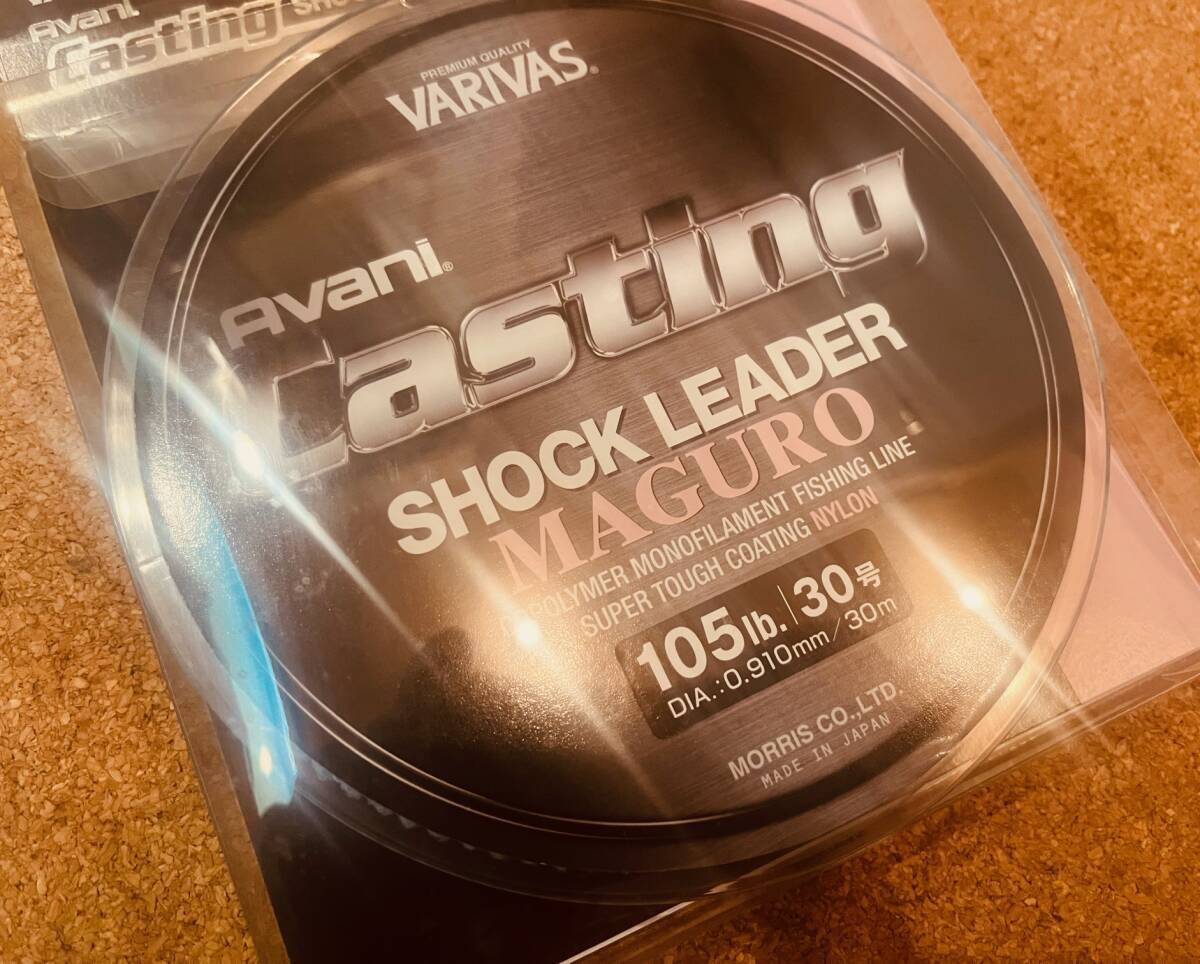 Avani
Casting
PREMIUM QUALITY
VARIVAS®
Avani®
Casting
SHOCK LEADER
MAGURO
POLYMER MONOFILAMENT FISHING LINE
SUPER TOUGH COATING NYLON
105lb. | 30号
DIA.:0.910mm/30m
MORRIS CO.,LTD.
MADE IN JAPAN